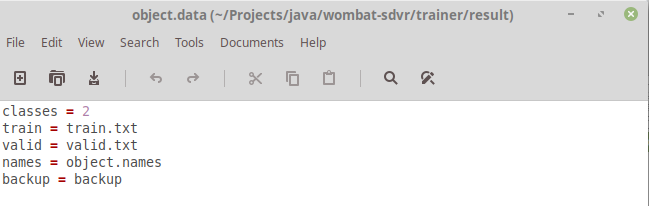 object.data (~/Projects/java/wombat-sdvr/trainer/result)
File Edit View Search Tools Documents Help
classes = 2
train = train.txt
valid = valid.txt
names = object.names
backup = backup